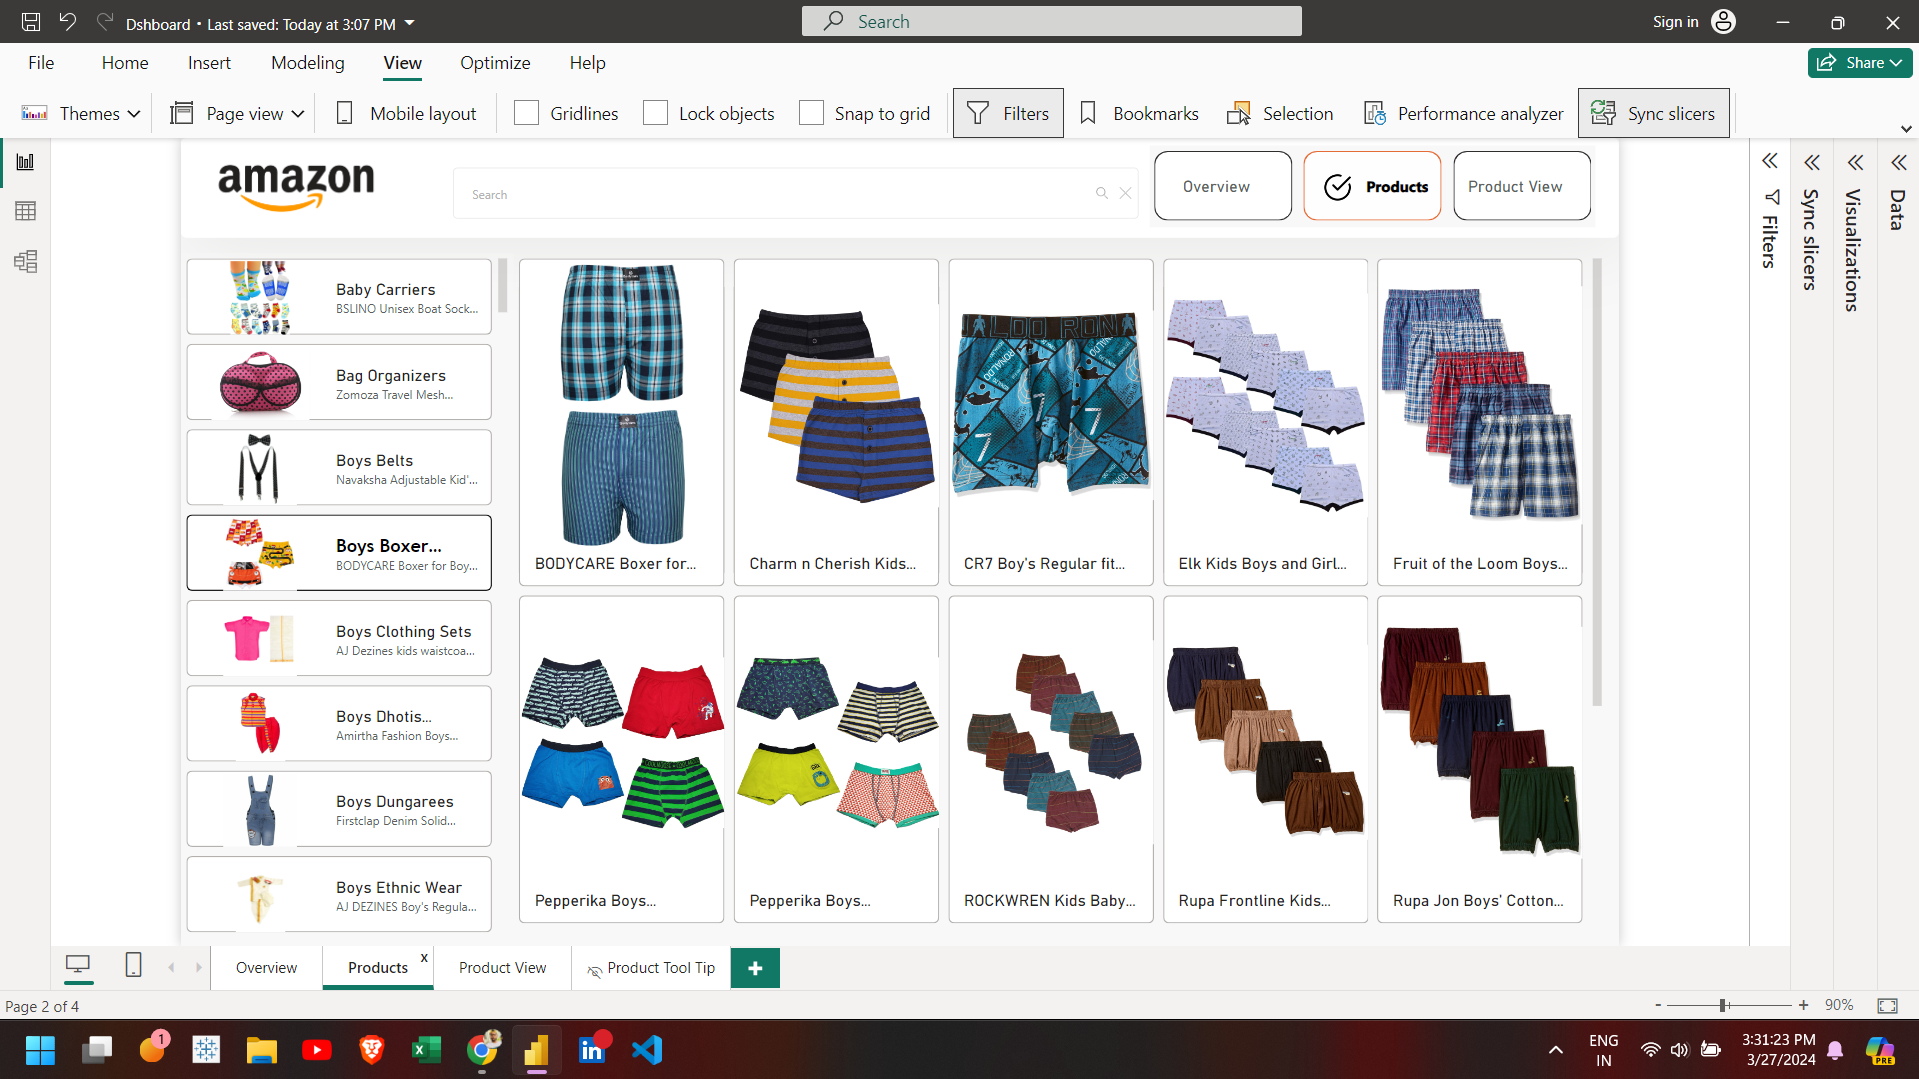 Dshboard • Last saved: Today at 3:07 PM
Search
Sign in
File Home Insert Modeling View Optimize Help
Share
Themes Page view Mobile layout Gridlines Lock objects Snap to grid Filters Bookmarks Selection Performance analyzer Sync slicers
amazon
Search
Overview
Products
Product View
Filters
Sync slicers
Visualizations
Data
Baby Carriers
BSLINO Unisex Boat Sock...
Bag Organizers
Zomoza Travel Mesh...
Boys Belts
Navaksha Adjustable Kid'...
Boys Boxer...
BODYCARE Boxer for Boy...
Boys Clothing Sets
AJ Dezines kids waistcoa...
Boys Dhotis...
Amirtha Fashion Boys...
Boys Dungarees
Firstclap Denim Solid...
Boys Ethnic Wear
AJ DEZINES Boy's Regula...
BODYCARE Boxer for...
Charm n Cherish Kids...
CR7 Boy's Regular fit...
Elk Kids Boys and Girl...
Fruit of the Loom Boys...
Pepperika Boys...
Pepperika Boys...
ROCKWREN Kids Baby...
Rupa Frontline Kids...
Rupa Jon Boys' Cotton...
Overview
Products
x
Product View
Product Tool Tip
+
Page 2 of 4
- + 90%
1
PRE
ENG
IN
3:31:23 PM
3/27/2024